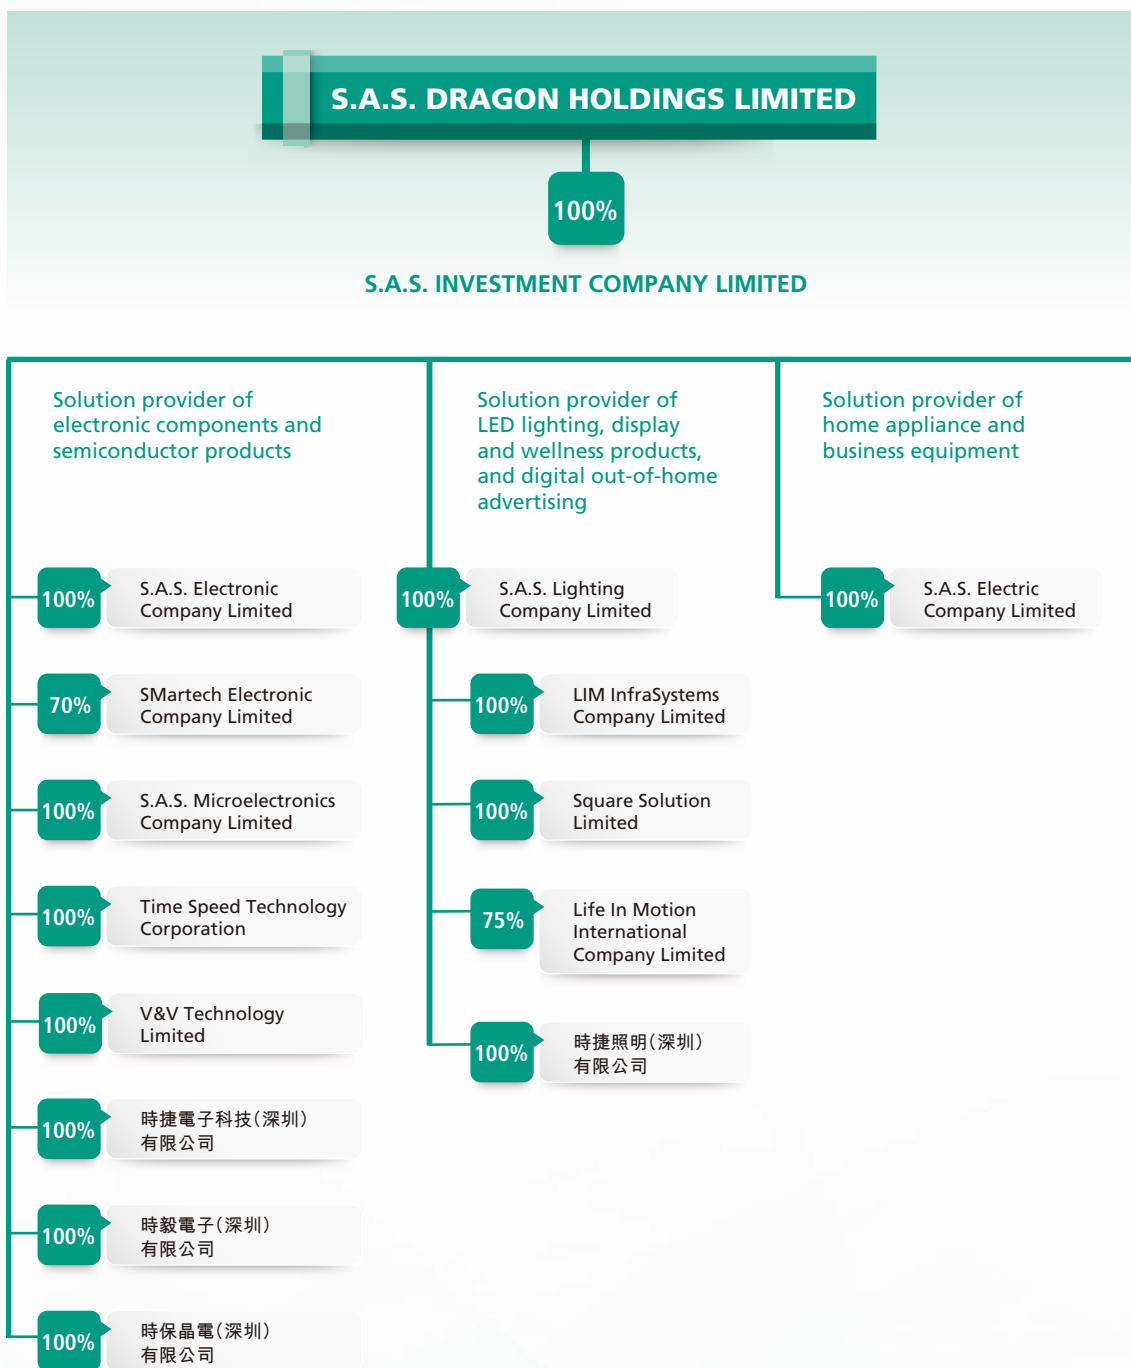 S.A.S. DRAGON HOLDINGS LIMITED
100%
S.A.S. INVESTMENT COMPANY LIMITED
Solution provider of
electronic components and
semiconductor products
100%
S.A.S. Electronic
Company Limited
70%
SMartech Electronic
Company Limited
100%
S.A.S. Microelectronics
Company Limited
100%
Time Speed Technology
Corporation
100%
V&V Technology
Limited
100%
時捷電子科技(深圳)
有限公司
100%
時毅電子(深圳)
有限公司
100%
時保晶電(深圳)
有限公司
Solution provider of
LED lighting, display
and wellness products,
and digital out-of-home
advertising
100%
S.A.S. Lighting
Company Limited
100%
LIM InfraSystems
Company Limited
100%
Square Solution
Limited
75%
Life In Motion
International
Company Limited
100%
時捷照明(深圳)
有限公司
Solution provider of
home appliance and
business equipment
100%
S.A.S. Electric
Company Limited